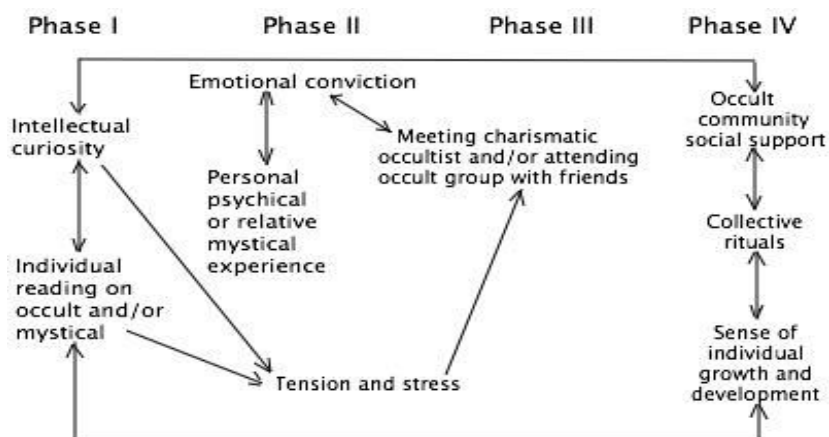 Phase I Phase II Phase III Phase IV
Emotional conviction
Intellectual
curiosity
Individual
reading on
occult and/or
mystical
Personal
psychical
or relative
mystical
experience
Tension and stress
Meeting charismatic
occultist and/or attending
occult group with friends
Occult
community
social support
Collective
rituals
Sense of
individual
growth and
development